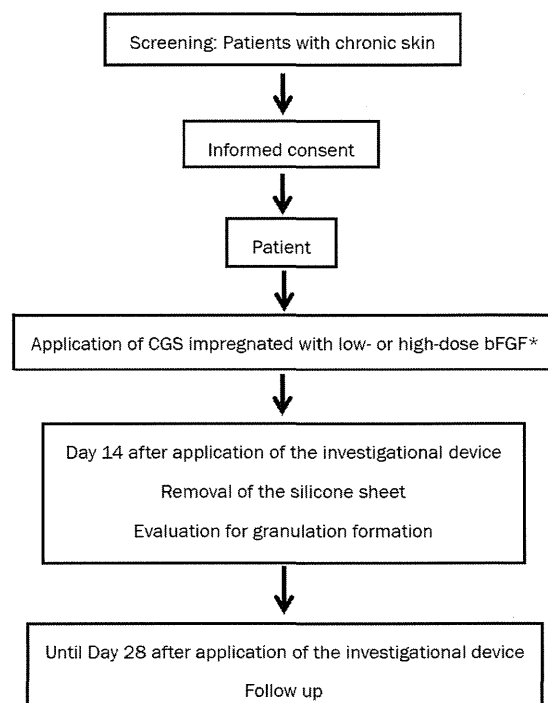 Screening: Patients with chronic skin
Informed consent
Patient
Application of CGS impregnated with low- or high-dose bFGF*
Day 14 after application of the investigational device
Removal of the silicone sheet
Evaluation for granulation formation
Until Day 28 after application of the investigational device
Follow up